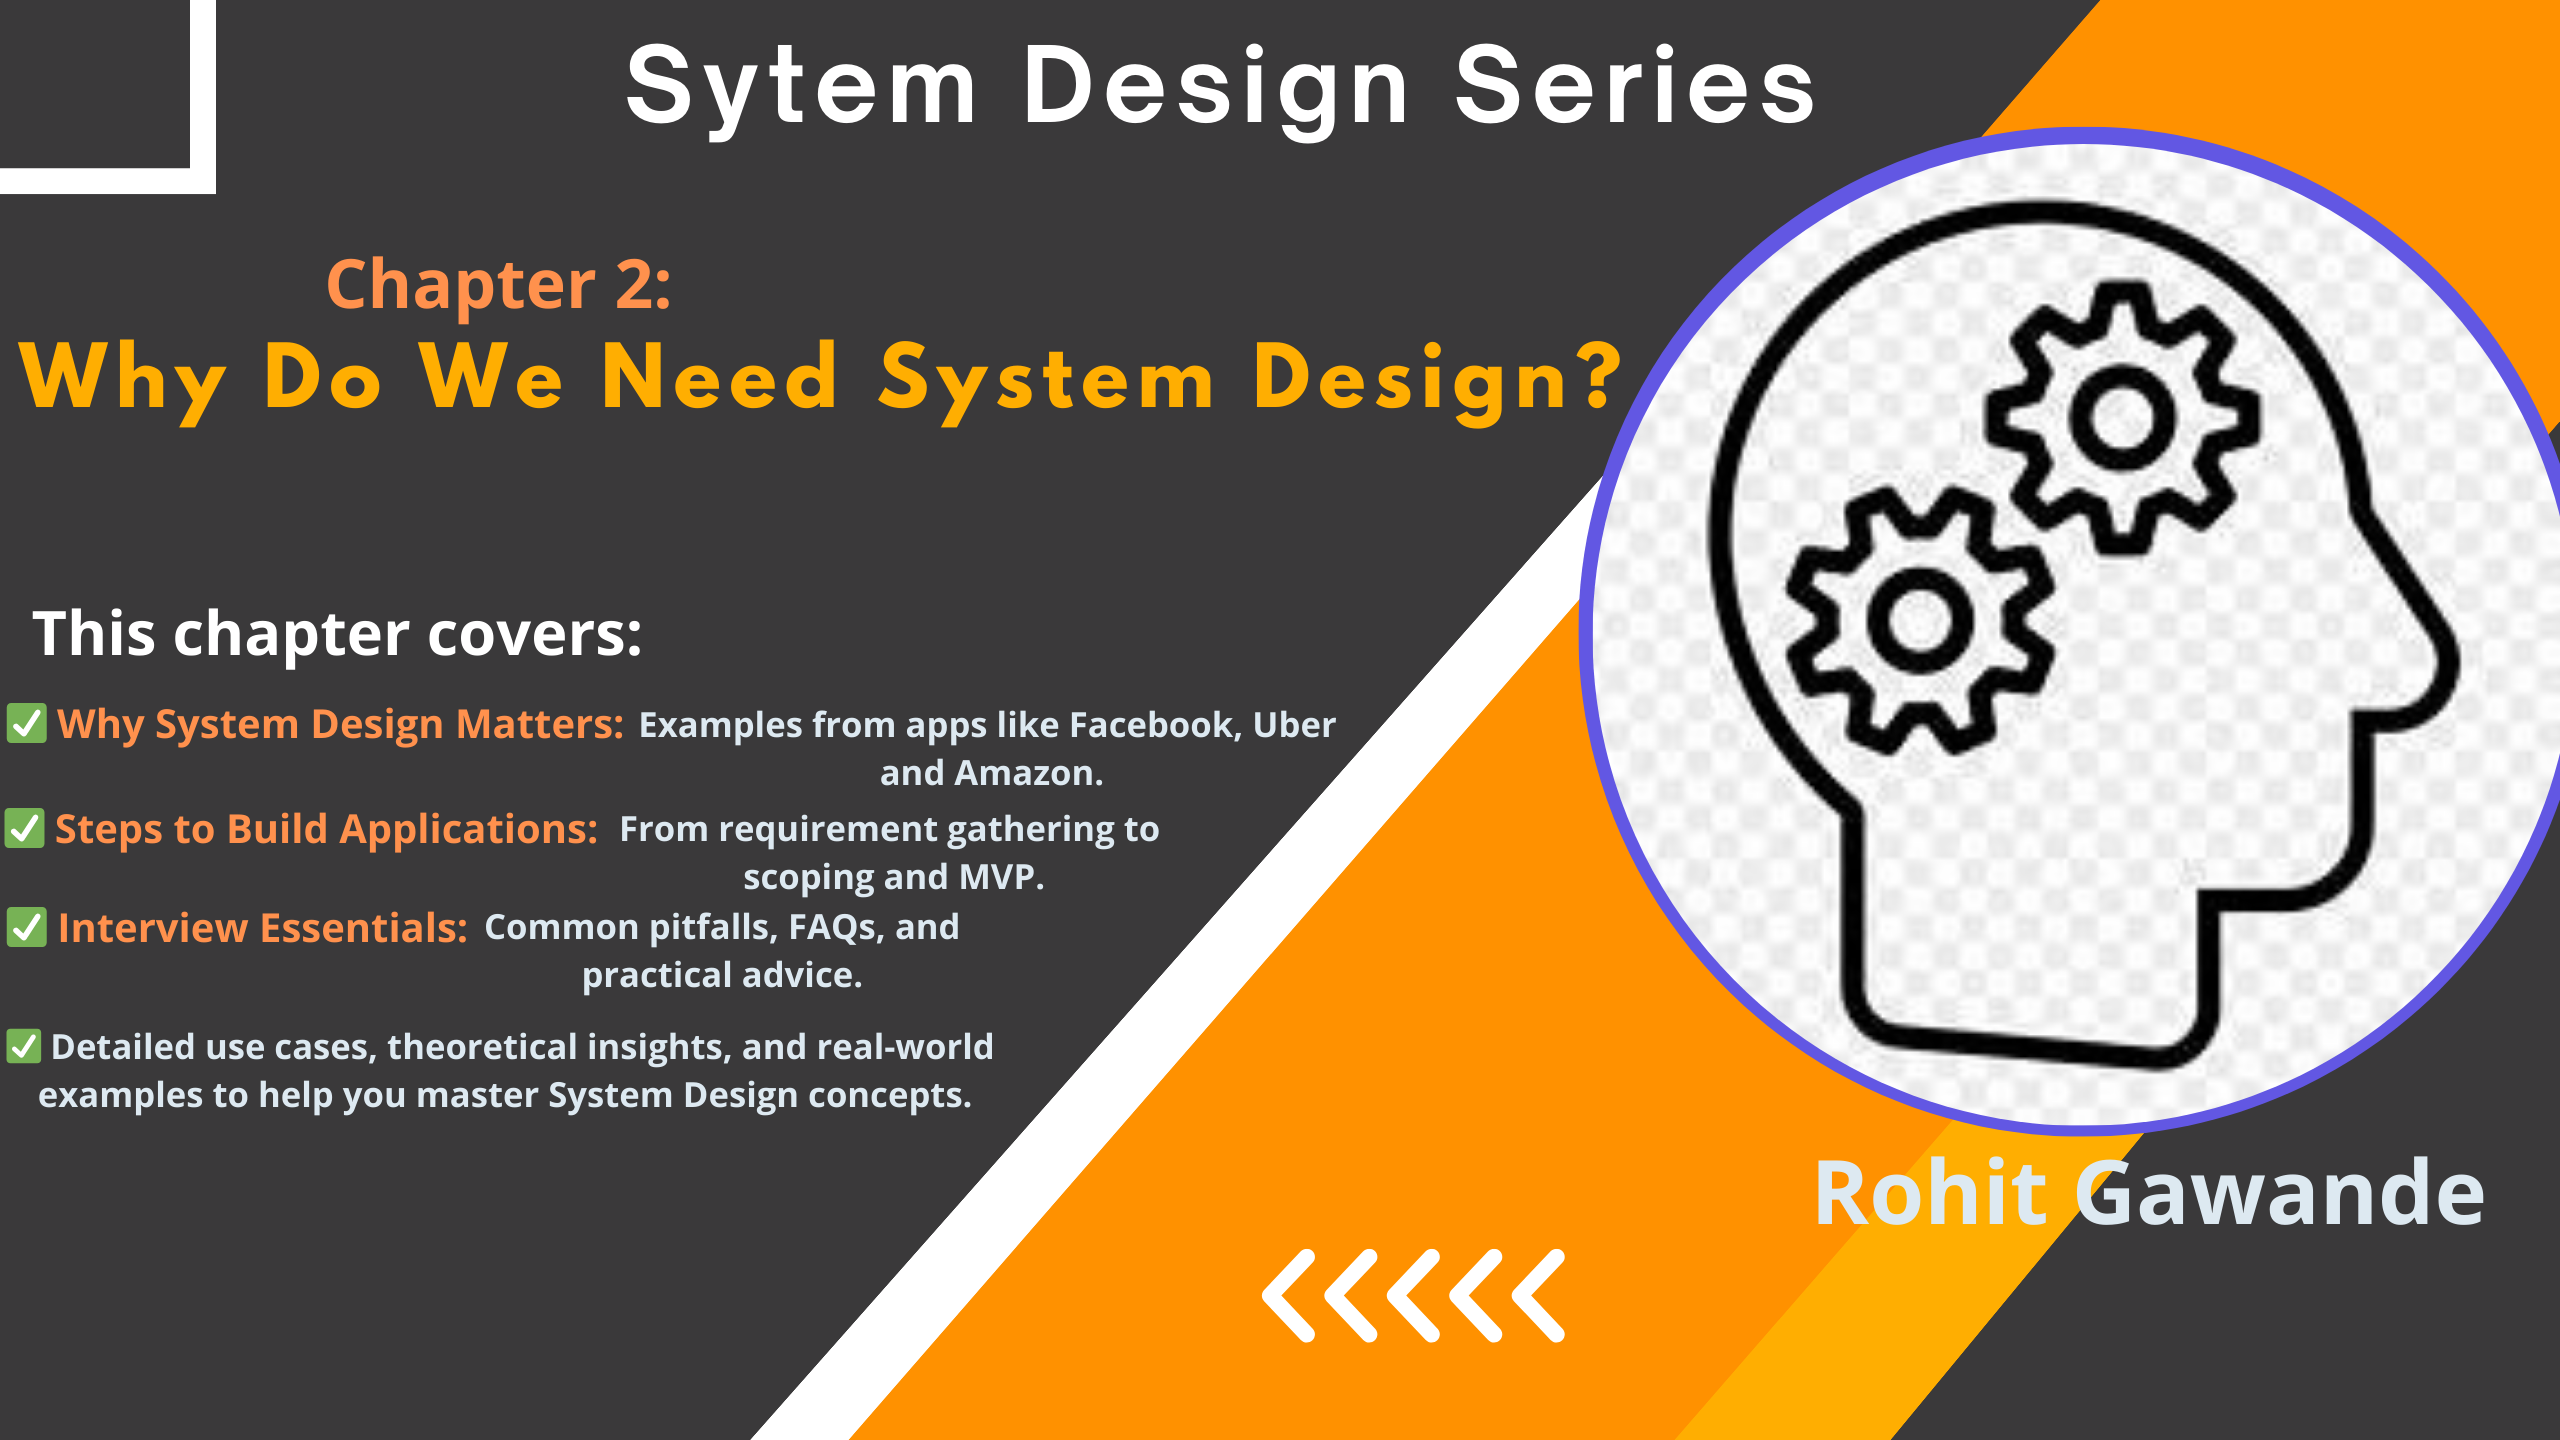 Sytem Design Series
Chapter 2:
Why Do We Need System Design?
This chapter covers:
✅ Why System Design Matters: Examples from apps like Facebook, Uber
and Amazon.
✅ Steps to Build Applications: From requirement gathering to
scoping and MVP.
✅ Interview Essentials: Common pitfalls, FAQs, and
practical advice.
✅ Detailed use cases, theoretical insights, and real-world
examples to help you master System Design concepts.
Rohit Gawande